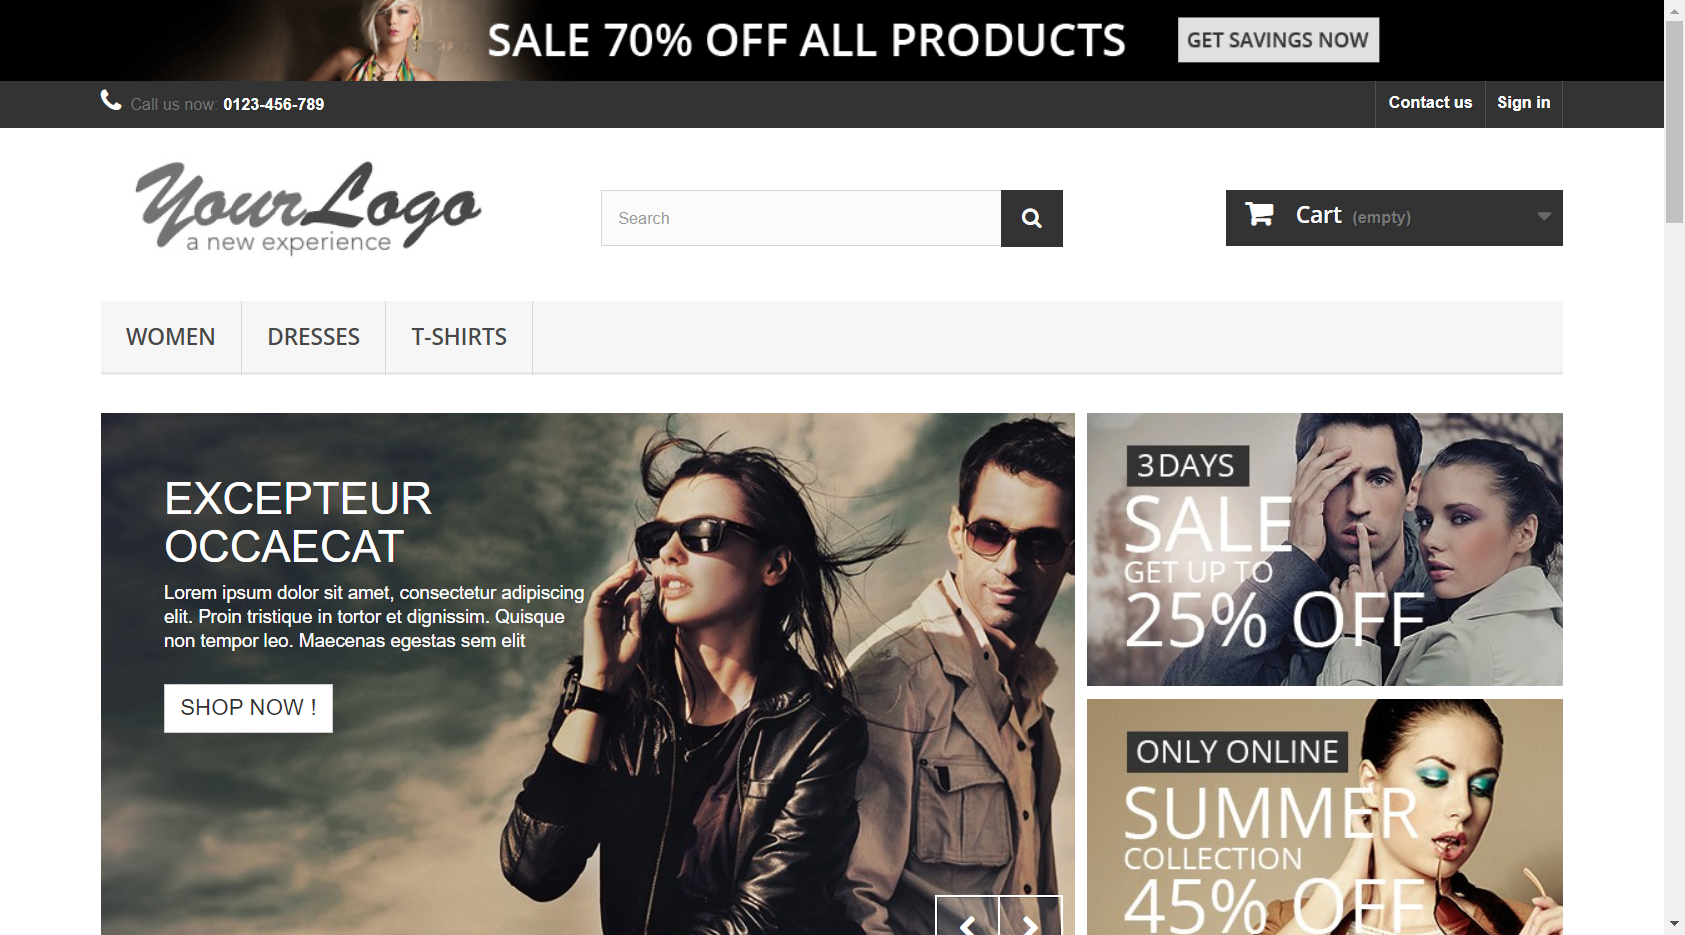 SALE 70% OFF ALL PRODUCTS
GET SAVINGS NOW
Call us now: 0123-456-789
Contact us
Sign in
Your Logo
a new experience
Search
Cart (empty)
WOMEN
DRESSES
T-SHIRTS
EXCEPTEUR
OCCAECAT
Lorem ipsum dolor sit amet, consectetur adipiscing
elit. Proin tristique in tortor et dignissim. Quisque
non tempor leo. Maecenas egestas sem elit
SHOP NOW !
3 DAYS
SALE
GET UP TO
25% OFF
ONLY ONLINE
SUMMER
COLLECTION
45% OFF